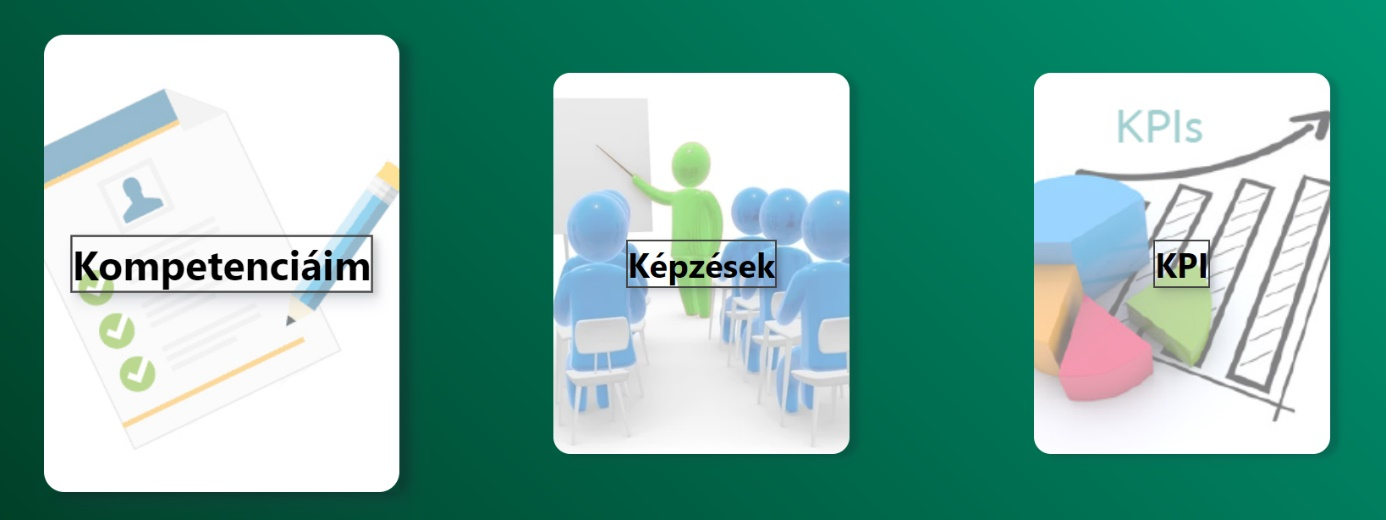 Kompetenciáim
Képzések
KPIs
KPI